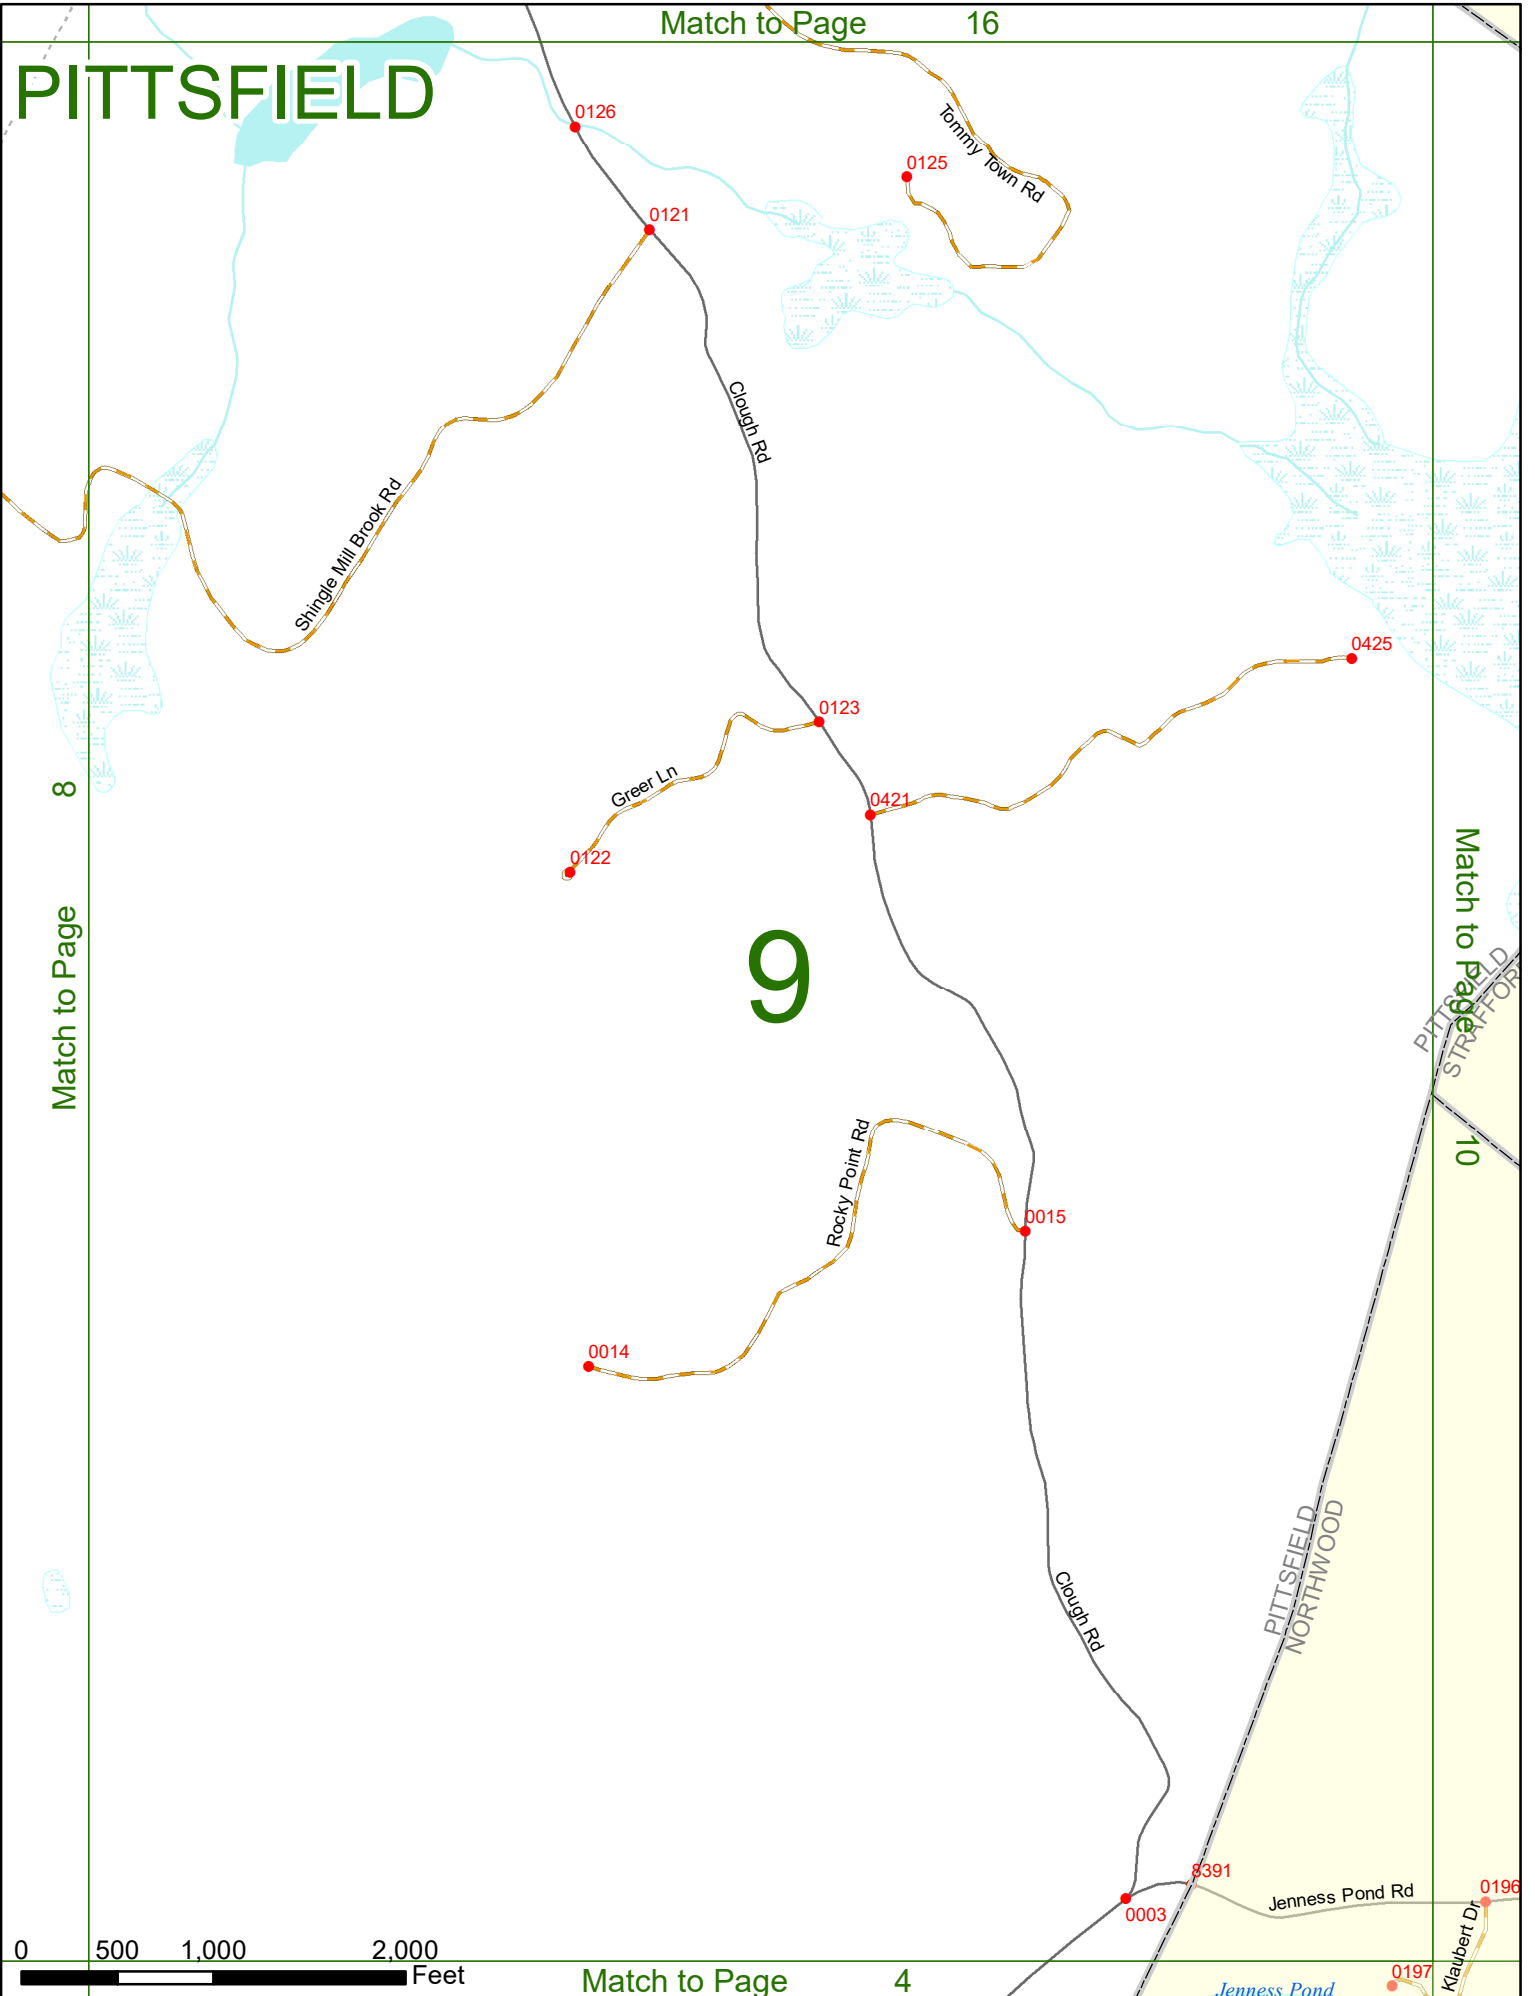 Match to Page 16
PITTSFIELD
0126
Tommy Town Rd
0125
0121
Clough Rd
Shingle Mill Brook Rd
0425
0123
Greer Ln
0421
8
0122
Match to Page
9
Match to Page
PITTSFIELD
STRAFFORD
Rocky Point Rd
10
0015
0014
PITTSFIELD
NORTHWOOD
Clough Rd
8391
Jenness Pond Rd
0196
0003
Klaubert Dr
0 500 1,000 2,000
Feet
0197
Match to Page 4
Jenness Pond